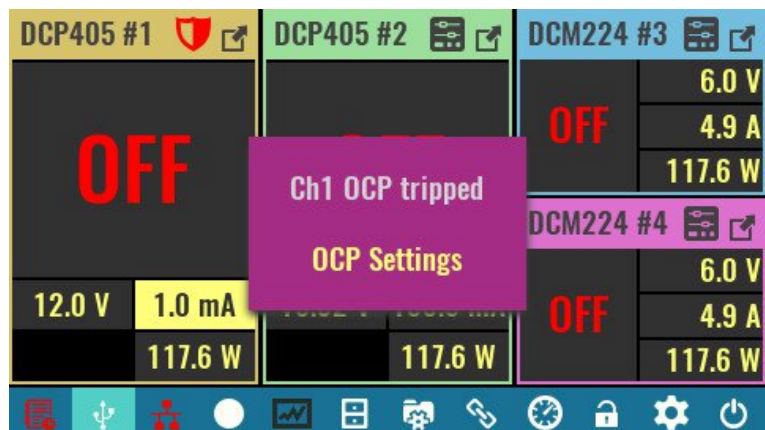 DCP405 #1
DCP405 #2
DCM224 #3
OFF
12.0 V
1.0 mA
117.6 W
117.6 W
Ch1 OCP tripped
OCP Settings
OFF
6.0 V
4.9 A
117.6 W
DCM224 #4
OFF
6.0 V
4.9 A
117.6 W